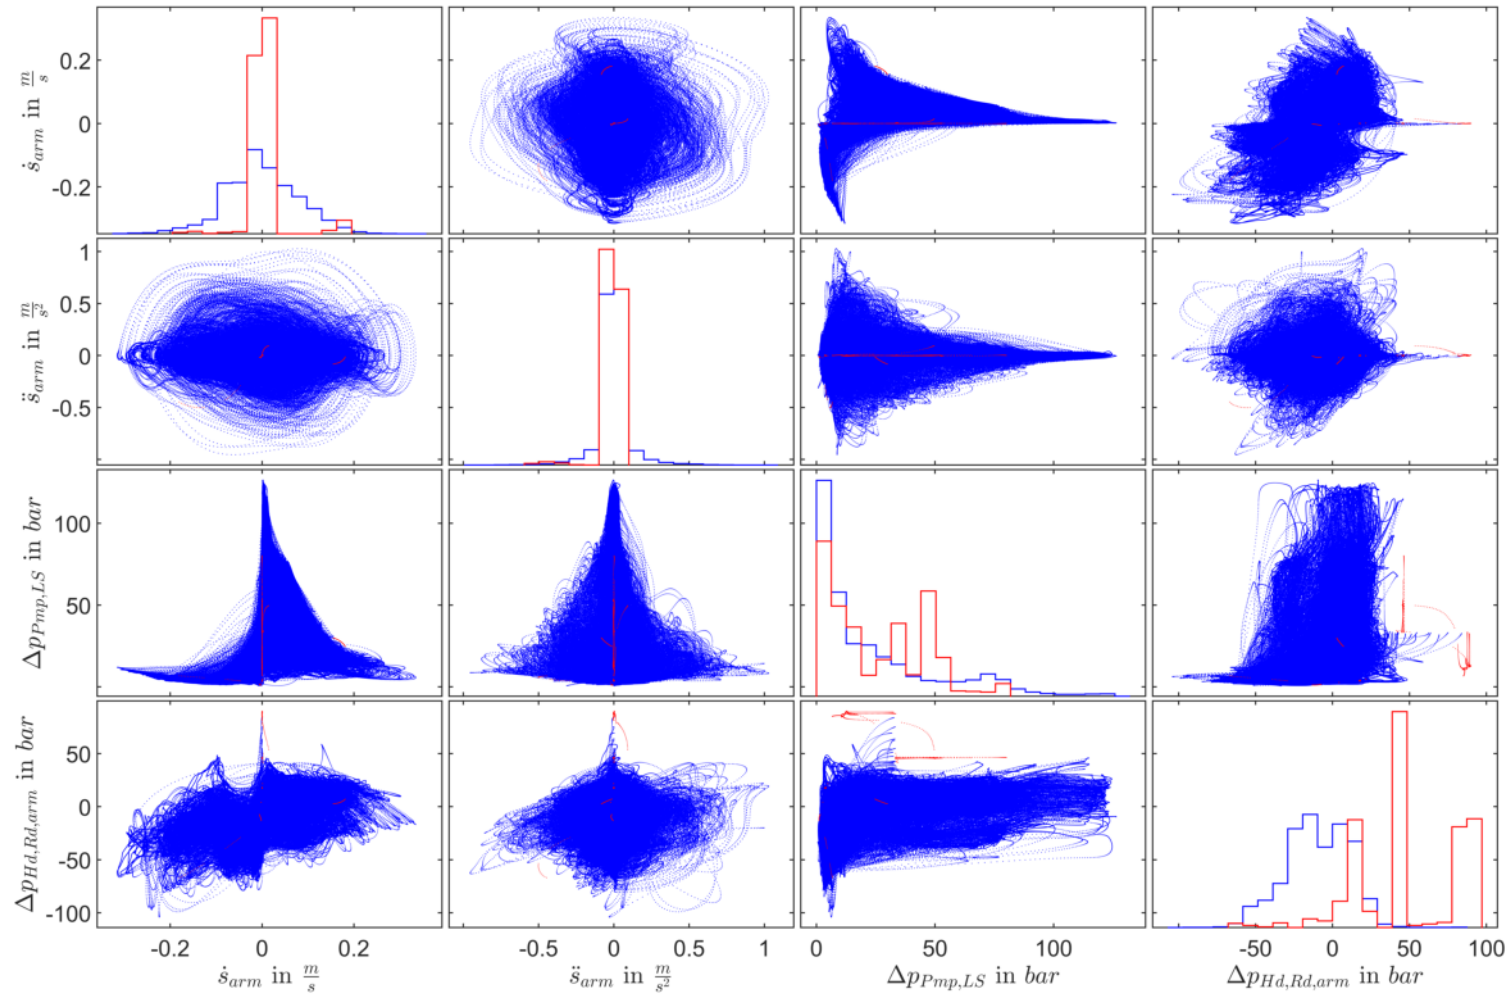 ṡ_arm in m/s
0.2
0
-0.2
s̈_arm in m/s²
1
0.5
0
-0.5
Δp_Pmp,LS in bar
100
50
0
Δp_Hd,Rd,arm in bar
50
0
-50
-100
-0.2 0 0.2
-0.5 0 0.5 1
0 50 100
-50 0 50 100
ṡ_arm in m/s
s̈_arm in m/s²
Δp_Pmp,LS in bar
Δp_Hd,Rd,arm in bar